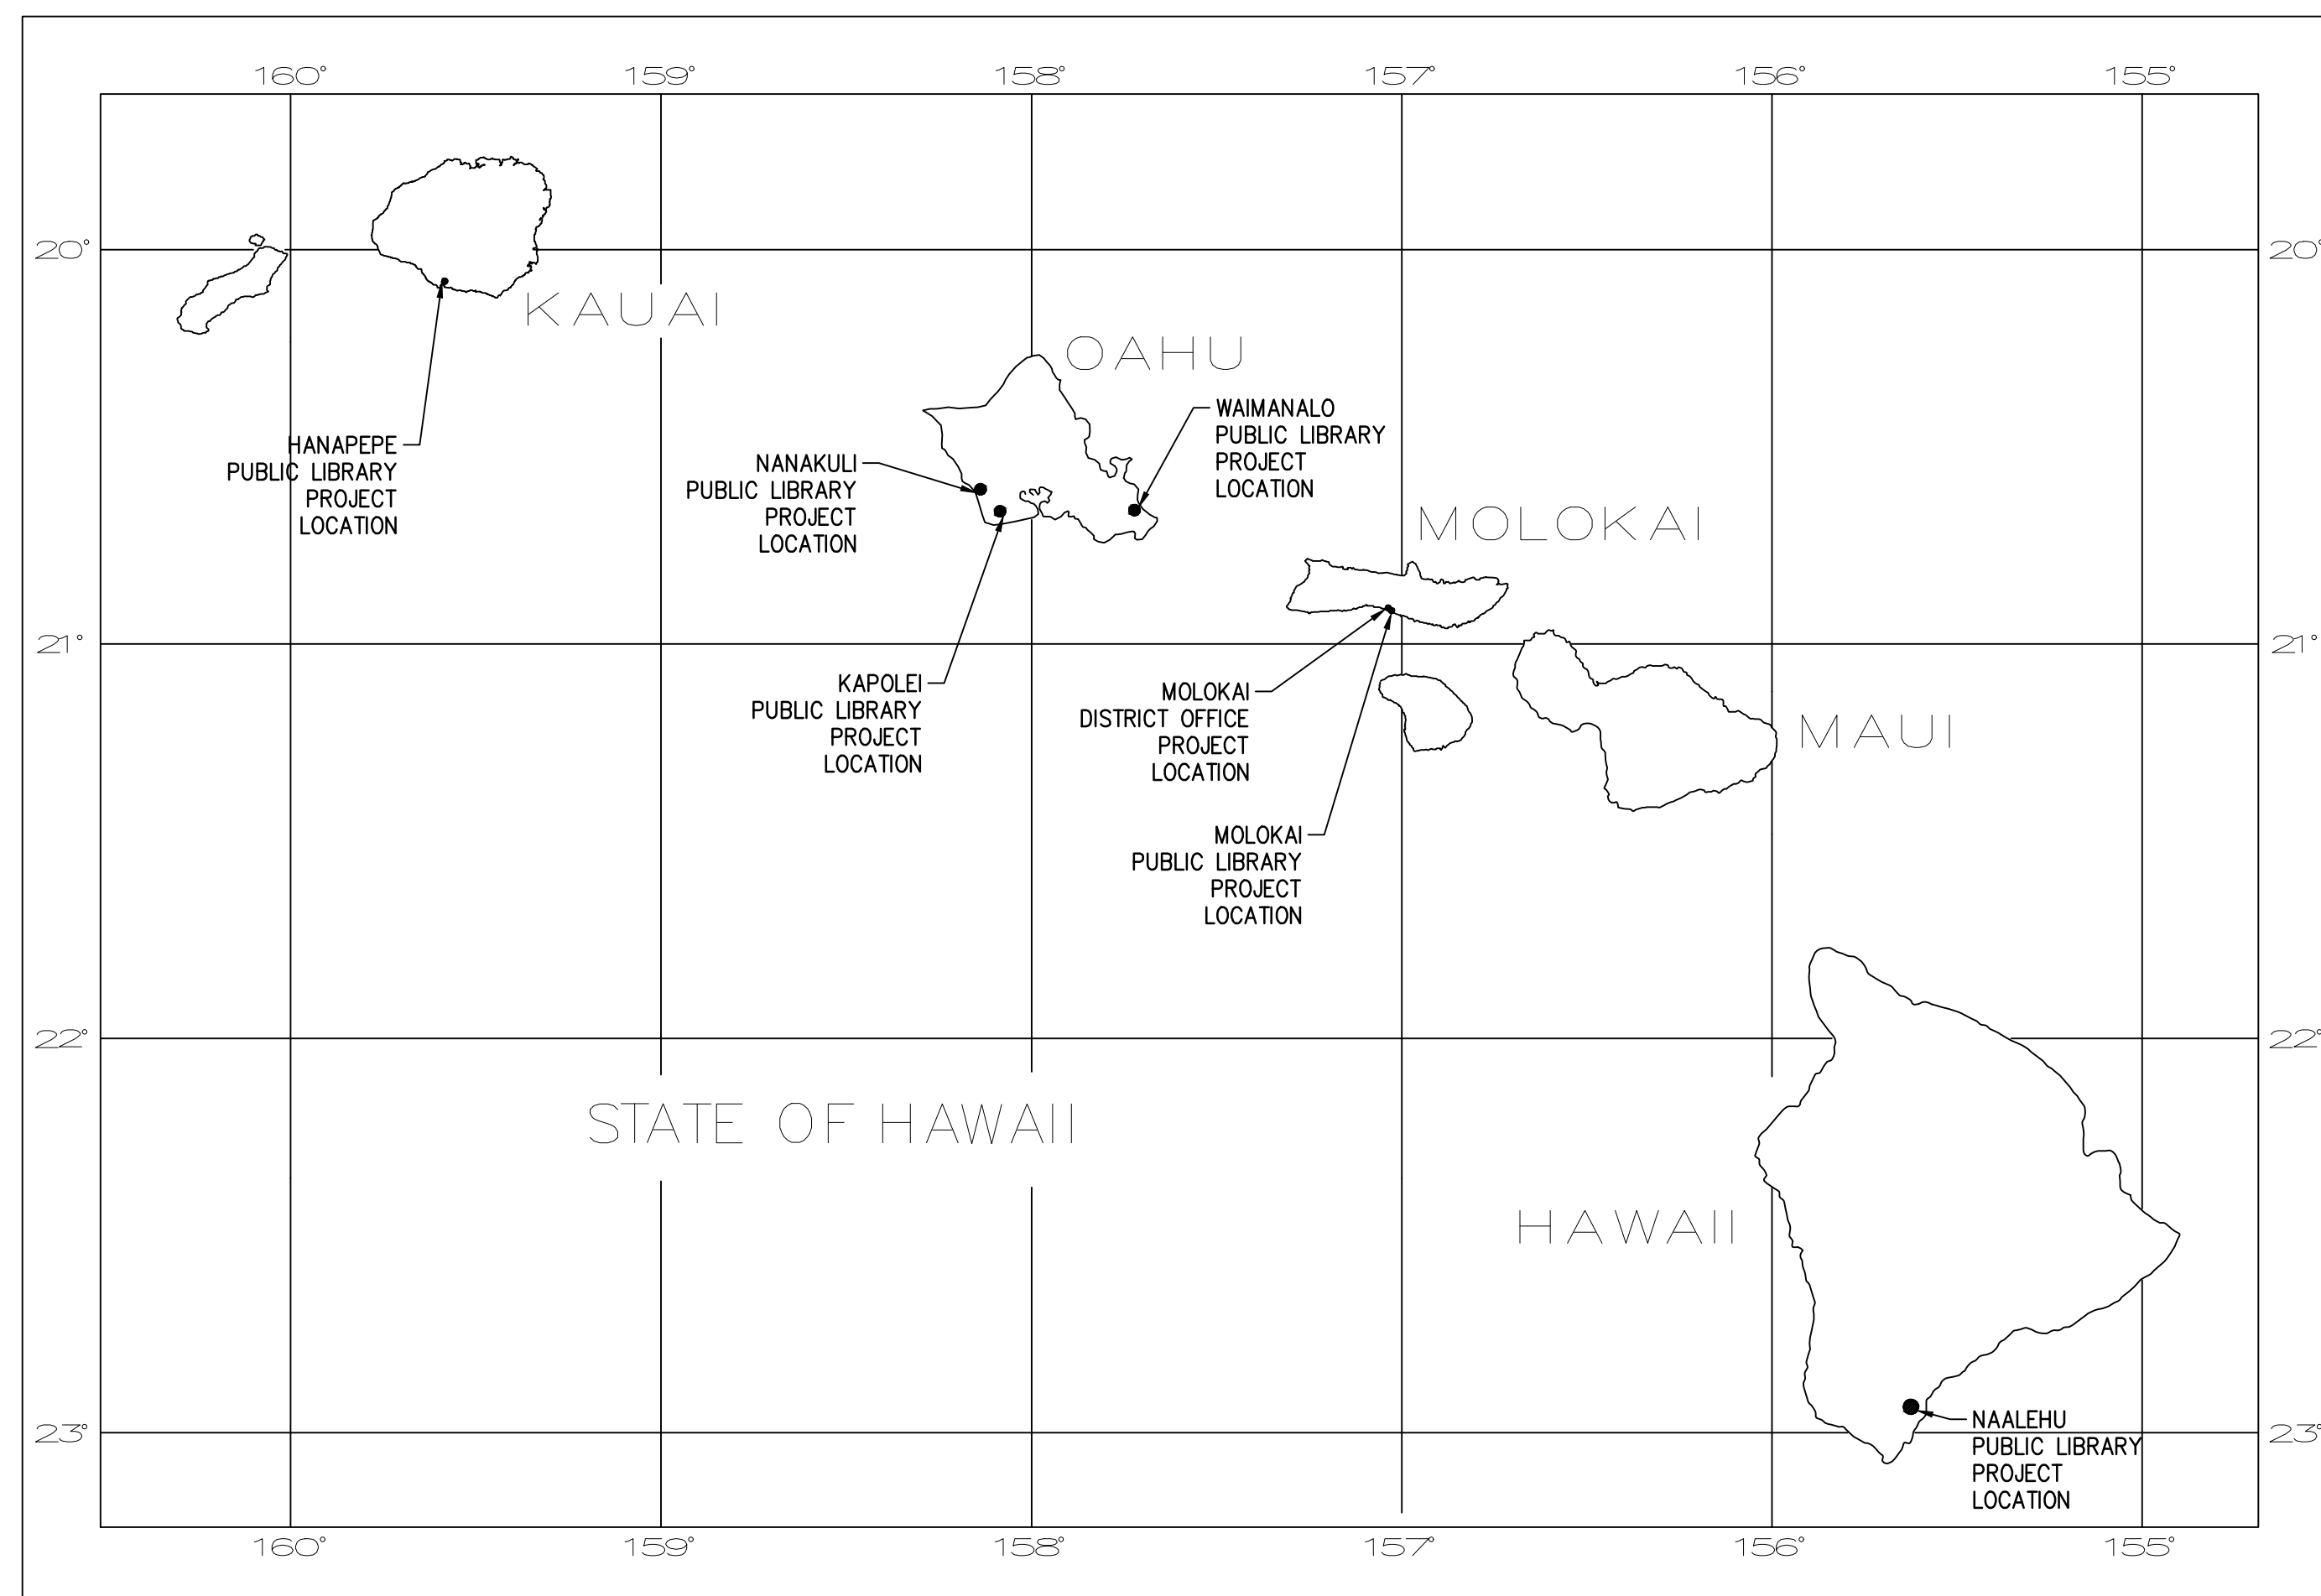 160° 159° 158° 157° 156° 155°
20° 20°
KAUAI
OAHU
WAIMANALO
PUBLIC LIBRARY
PROJECT
LOCATION
HANAPEPE
PUBLIC LIBRARY
PROJECT
LOCATION
NANAKULI
PUBLIC LIBRARY
PROJECT
LOCATION
MOLOKAI
21° 21°
KAPOLEI
PUBLIC LIBRARY
PROJECT
LOCATION
MOLOKAI
DISTRICT OFFICE
PROJECT
LOCATION
MAUI
MOLOKAI
PUBLIC LIBRARY
PROJECT
LOCATION
22° 22°
STATE OF HAWAII
HAWAII
23° 23°
NAALEHU
PUBLIC LIBRARY
PROJECT
LOCATION
160° 159° 158° 157° 156° 155°